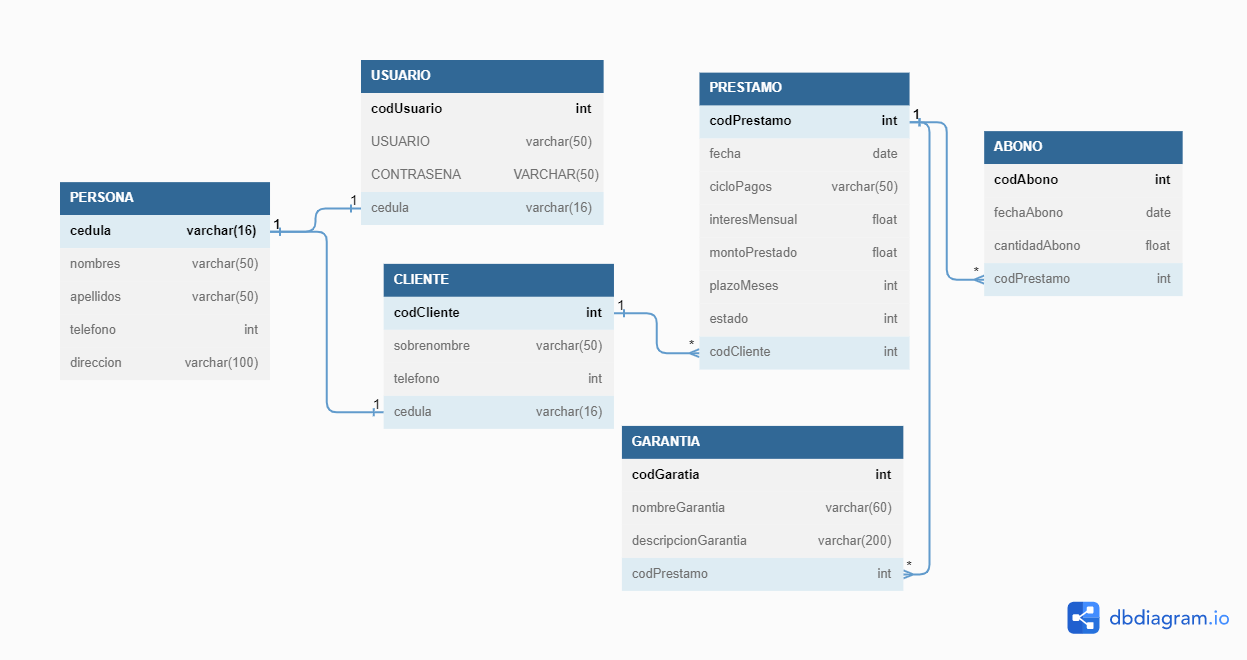 USUARIO
codUsuario int
USUARIO varchar(50)
CONTRASENA VARCHAR(50)
1 cedula varchar(16)
PERSONA
cedula varchar(16) 1
nombres varchar(50)
apellidos varchar(50)
telefono int
direccion varchar(100)
CLIENTE
codCliente int 1
sobrenombre varchar(50)
telefono int
1 cedula varchar(16)
PRESTAMO
codPrestamo int 1
fecha date
cicloPagos varchar(50)
interesMensual float
montoPrestado float
plazoMeses int
estado int
* codCliente int
ABONO
codAbono int
fechaAbono date
cantidadAbono float
* codPrestamo int
GARANTIA
codGaratia int
nombreGarantia varchar(60)
descripcionGarantia varchar(200)
codPrestamo int *
dbdiagram.io